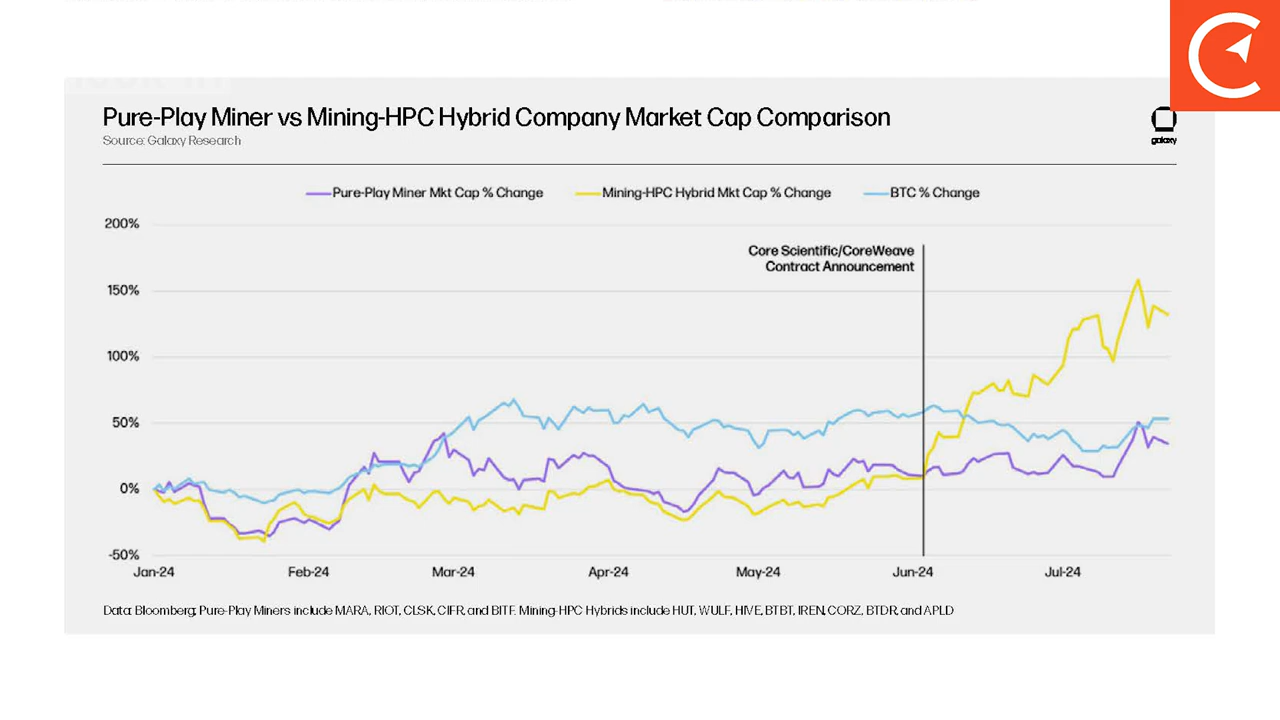 Pure-Play Miner vs Mining-HPC Hybrid Company Market Cap Comparison
Source: Galaxy Research
galaxy
Pure-Play Miner Mkt Cap % Change Mining-HPC Hybrid Mkt Cap % Change BTC % Change
200%
Core Scientific/CoreWeave
Contract Announcement
150%
100%
50%
0%
-50%
Jan-24 Feb-24 Mar-24 Apr-24 May-24 Jun-24 Jul-24
Data: Bloomberg; Pure-Play Miners include MARA, RIOT, CLSK, CIFR, and BITF. Mining-HPC Hybrids include HUT, WULF, HIVE, BTBT, IREN, CORZ, BTDR, and APLD